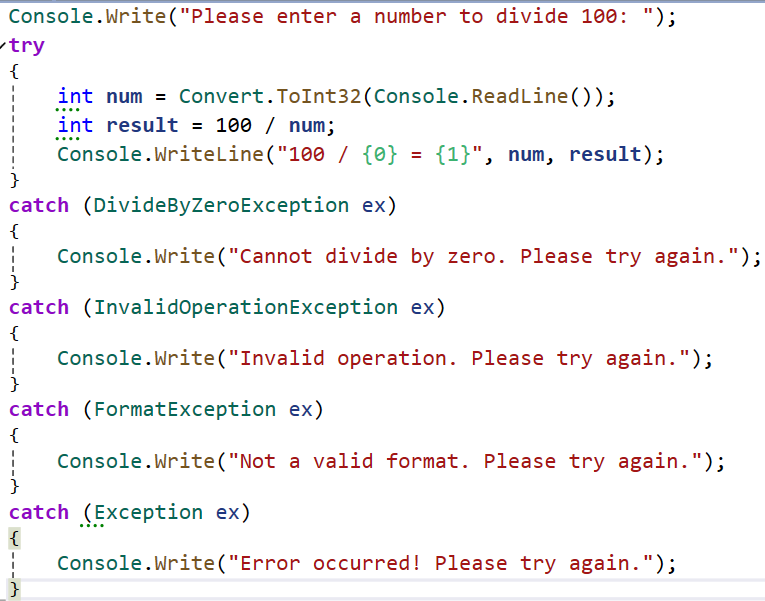 Console.Write("Please enter a number to divide 100: ");
try
{
int num = Convert.ToInt32(Console.ReadLine());
int result = 100 / num;
Console.WriteLine("100 / {0} = {1}", num, result);
}
catch (DivideByZeroException ex)
{
Console.Write("Cannot divide by zero. Please try again.");
}
catch (InvalidOperationException ex)
{
Console.Write("Invalid operation. Please try again.");
}
catch (FormatException ex)
{
Console.Write("Not a valid format. Please try again.");
}
catch (Exception ex)
{
Console.Write("Error occurred! Please try again.");
}